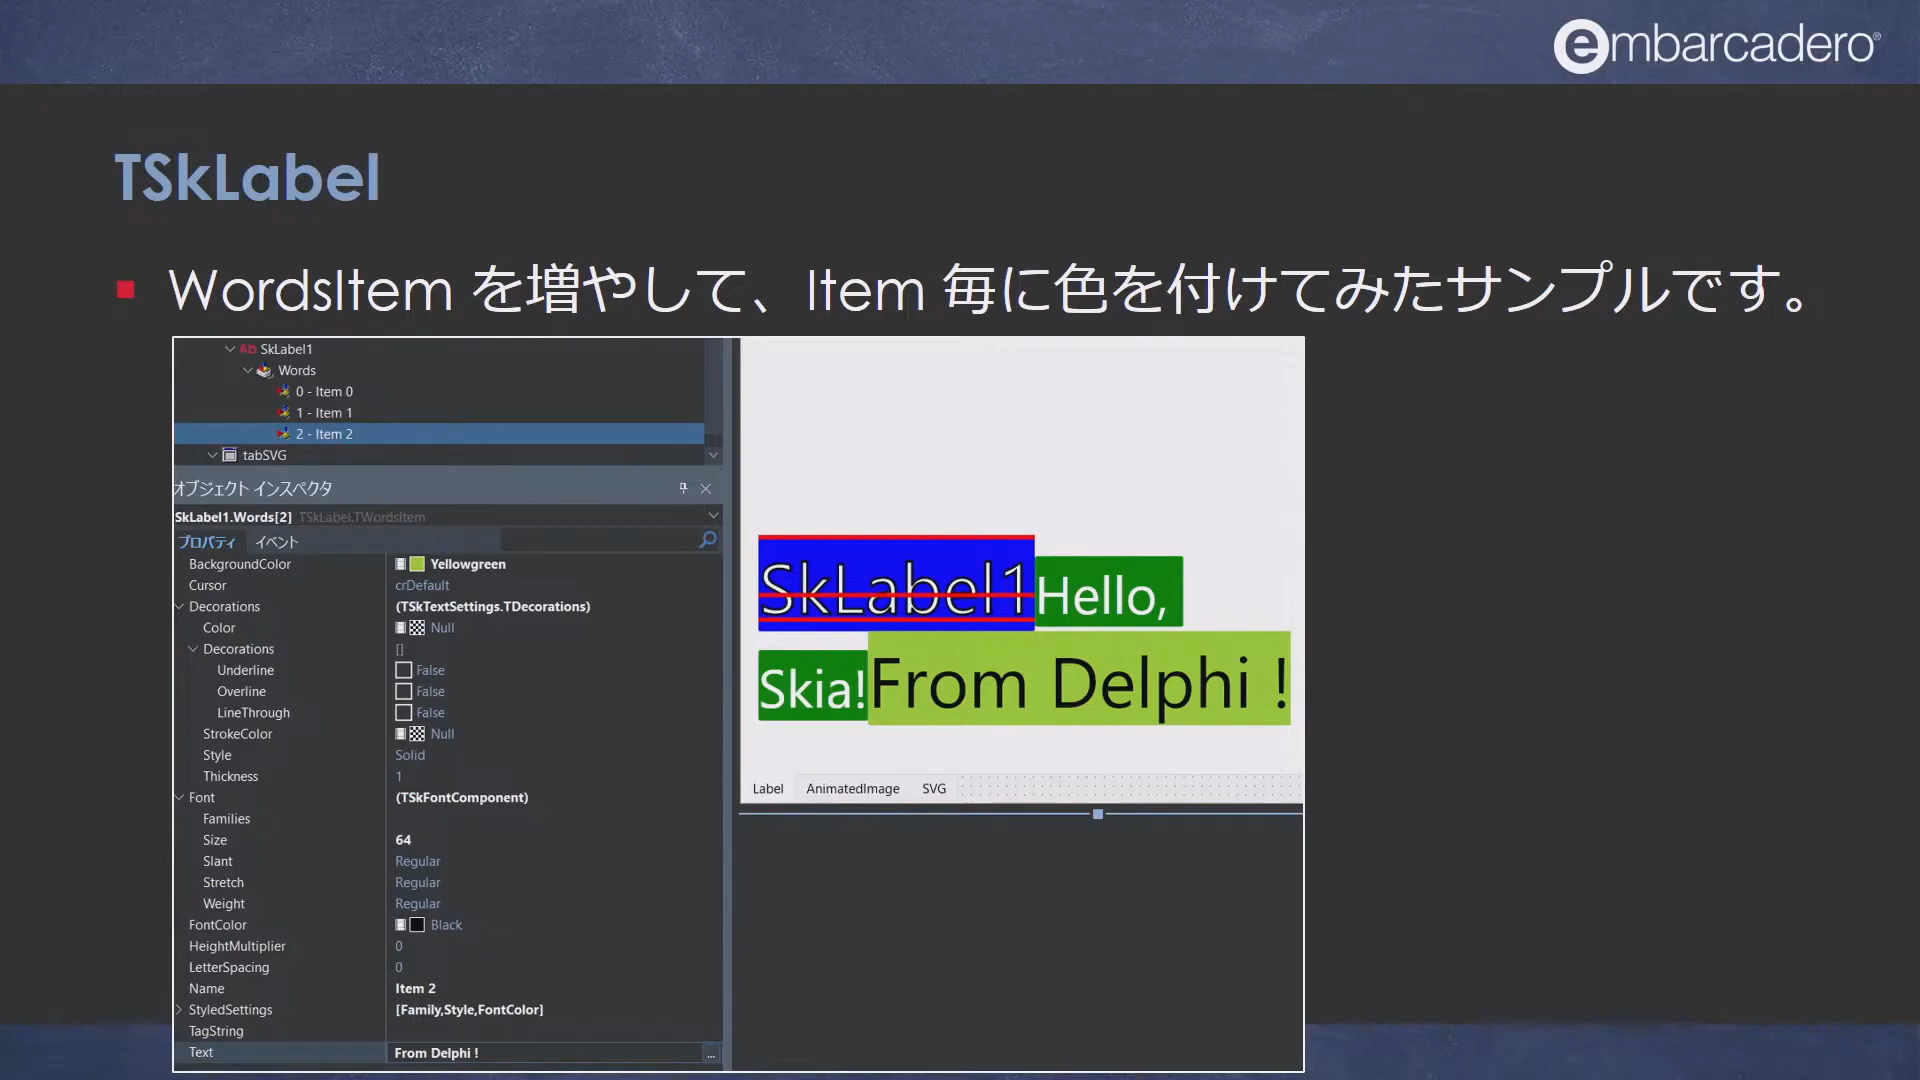 embarcadero®
TSkLabel
WordsItem を増やして、Item 毎に色を付けてみたサンプルです。
SkLabel1
Words
0 - Item 0
1 - Item 1
2 - Item 2
tabSVG
オブジェクト インスペクタ
SkLabel1.Words[2] TSkLabel.TWordsItem
プロパティ イベント
BackgroundColor Yellowgreen
Cursor crDefault
Decorations (TSkTextSettings.TDecorations)
Color Null
Decorations []
Underline False
Overline False
LineThrough False
StrokeColor Null
Style Solid
Thickness 1
Font (TSkFontComponent)
Families
Size 64
Slant Regular
Stretch Regular
Weight Regular
FontColor Black
HeightMultiplier 0
LetterSpacing 0
Name Item 2
StyledSettings [Family,Style,FontColor]
TagString
Text From Delphi ! ...
SkLabel1Hello,
Skia!From Delphi !
Label AnimatedImage SVG